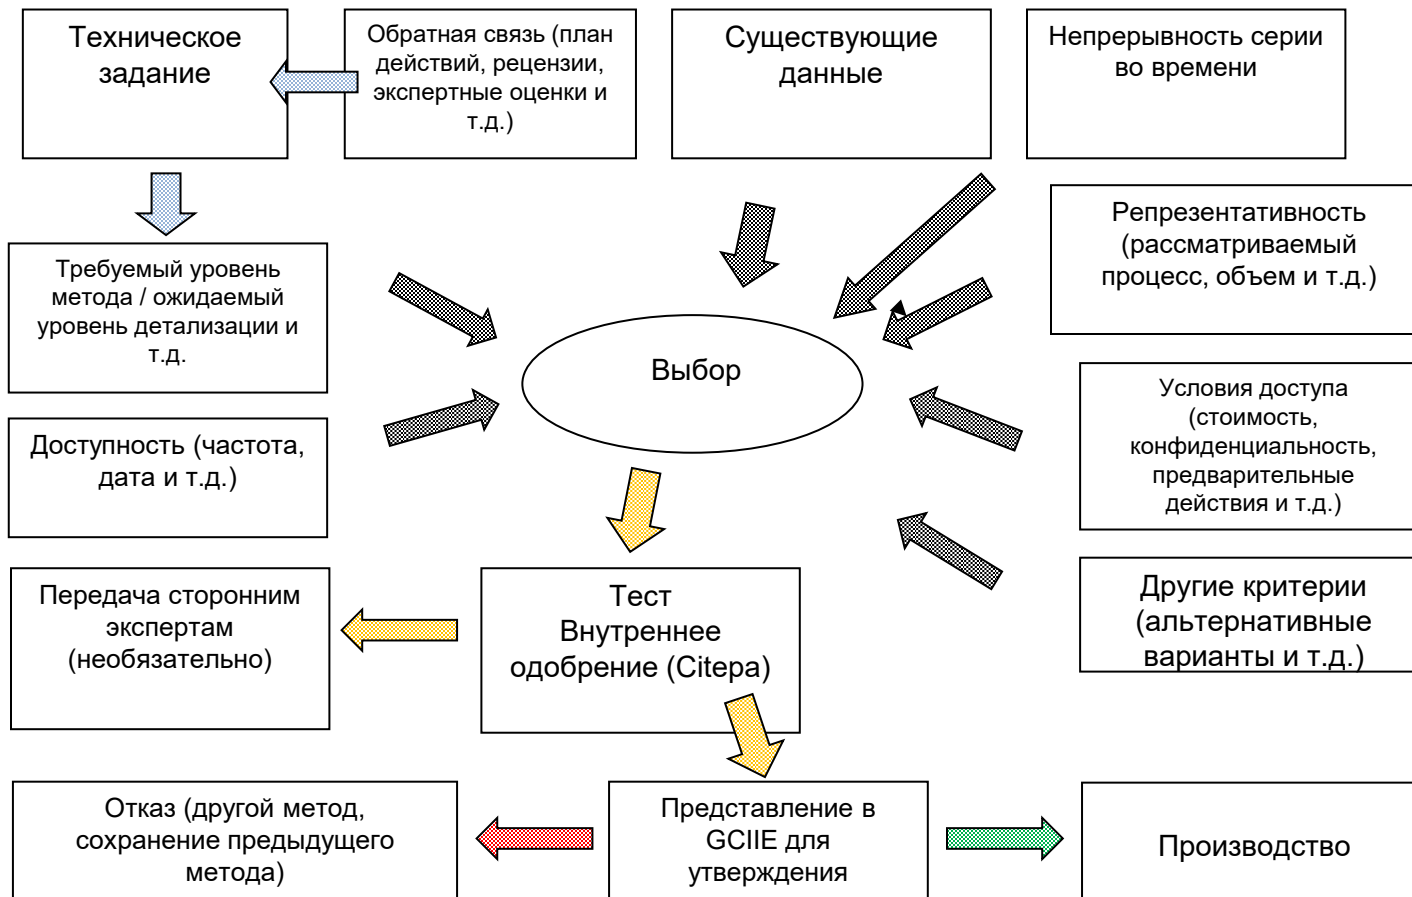 Техническое
задание
Обратная связь (план
действий, рецензии,
экспертные оценки и
т.д.)
Существующие
данные
Непрерывность серии
во времени
Требуемый уровень
метода / ожидаемый
уровень детализации и
т.д.
Репрезентативность
(рассматриваемый
процесс, объем и т.д.)
Выбор
Доступность (частота,
дата и т.д.)
Условия доступа
(стоимость,
конфиденциальность,
предварительные
действия и т.д.)
Передача сторонним
экспертам
(необязательно)
Тест
Внутреннее
одобрение (Citepa)
Другие критерии
(альтернативные
варианты и т.д.)
Отказ (другой метод,
сохранение предыдущего
метода)
Представление в
GCIIE для
утверждения
Производство